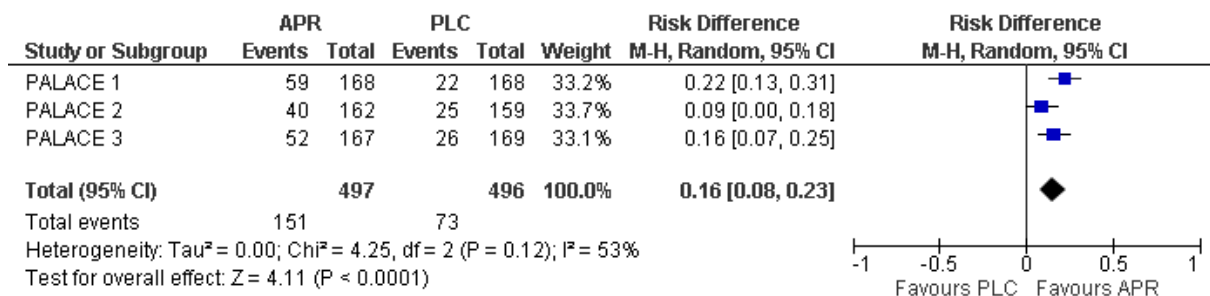 APR PLC Risk Difference Risk Difference
Study or Subgroup Events Total Events Total Weight M-H, Random, 95% CI M-H, Random, 95% CI
PALACE 1 59 168 22 168 33.2% 0.22 [0.13, 0.31]
PALACE 2 40 162 25 159 33.7% 0.09 [0.00, 0.18]
PALACE 3 52 167 26 169 33.1% 0.16 [0.07, 0.25]
Total (95% CI) 497 496 100.0% 0.16 [0.08, 0.23]
Total events 151 73
Heterogeneity: Tau² = 0.00; Chi² = 4.25, df = 2 (P = 0.12); I² = 53%
Test for overall effect: Z = 4.11 (P < 0.0001)
-1 -0.5 0 0.5 1
Favours PLC Favours APR